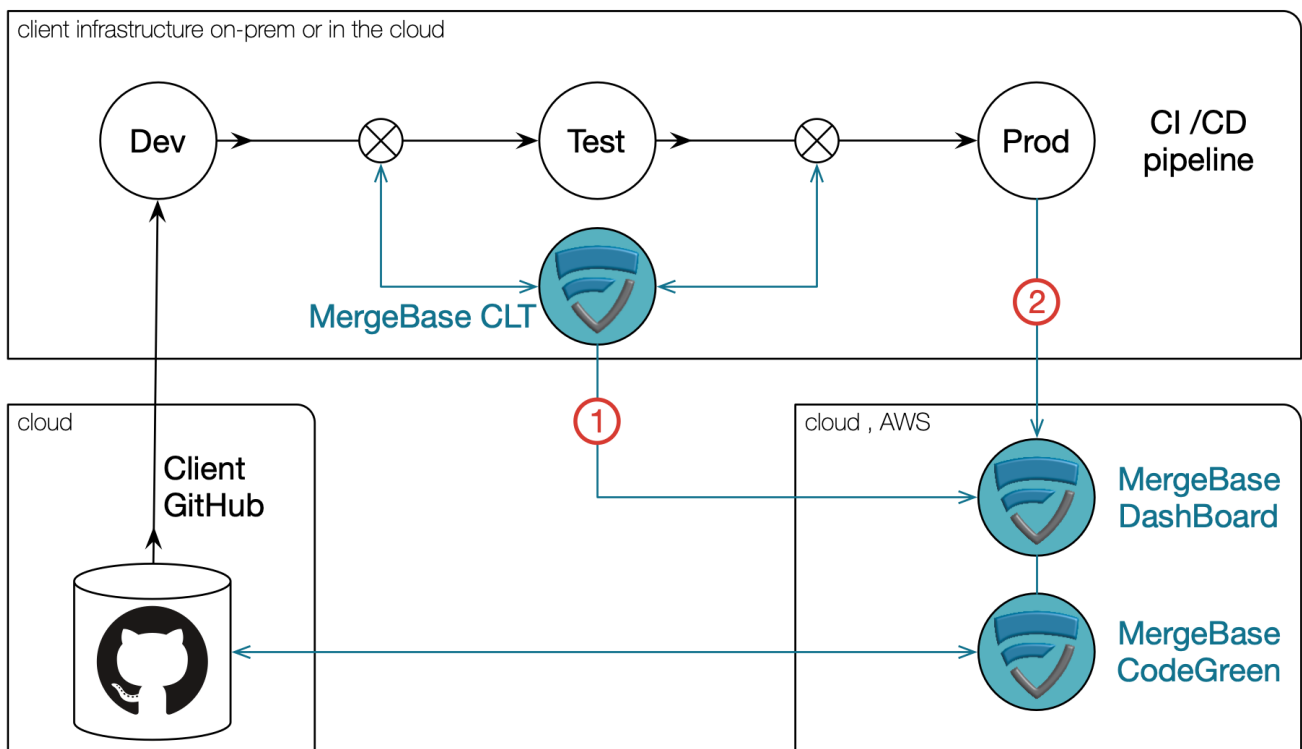 client infrastructure on-prem or in the cloud
Dev
Test
Prod
CI /CD
pipeline
MergeBase CLT
2
1
cloud
Client
GitHub
cloud , AWS
MergeBase
DashBoard
MergeBase
CodeGreen